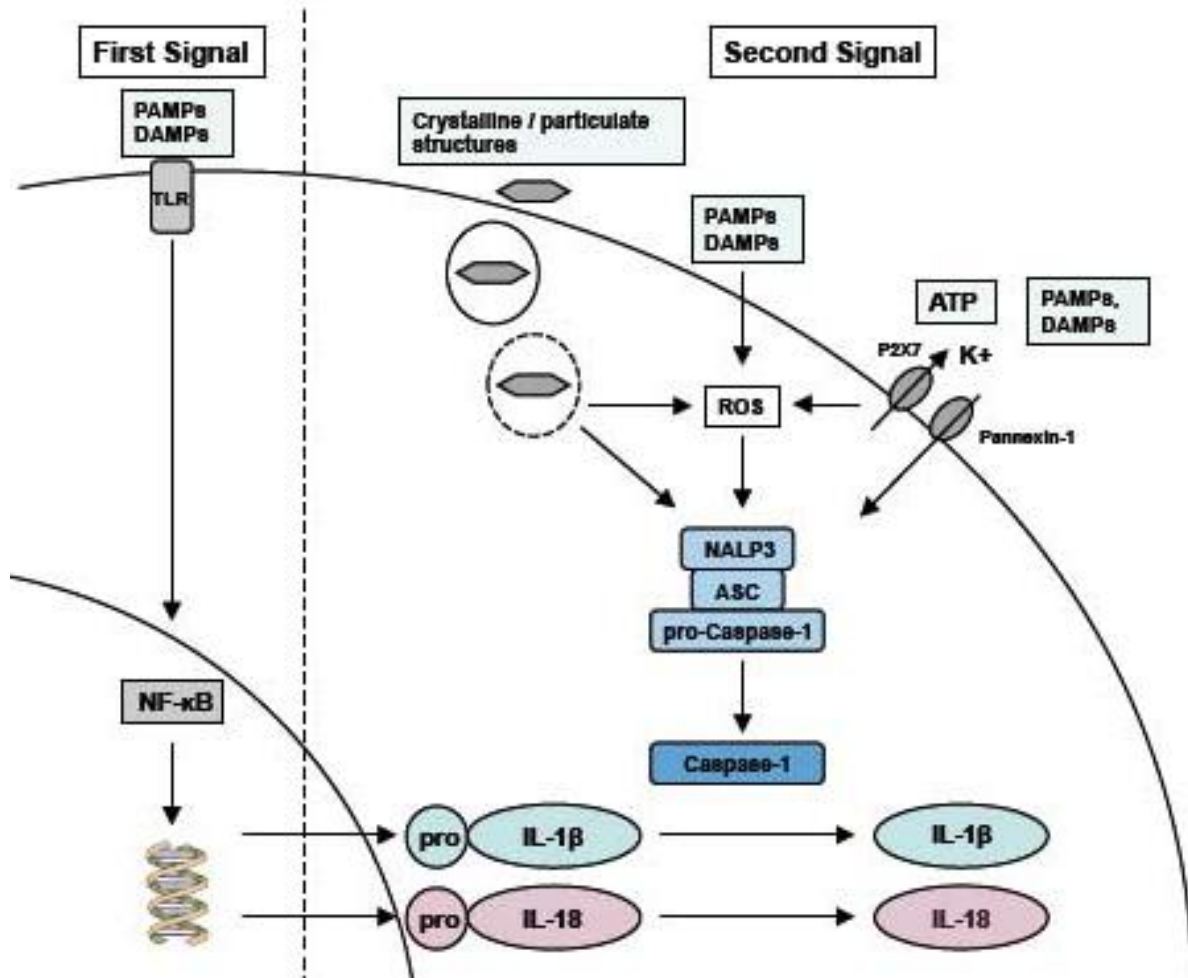 First Signal
Second Signal
PAMPs
DAMPs
TLR
Crystalline / particulate
structures
PAMPs
DAMPs
ATP
PAMPs,
DAMPs
P2X7
K+
ROS
Pannexin-1
NALP3
ASC
pro-Caspase-1
NF-κB
Caspase-1
pro IL-1β
IL-1β
pro IL-18
IL-18